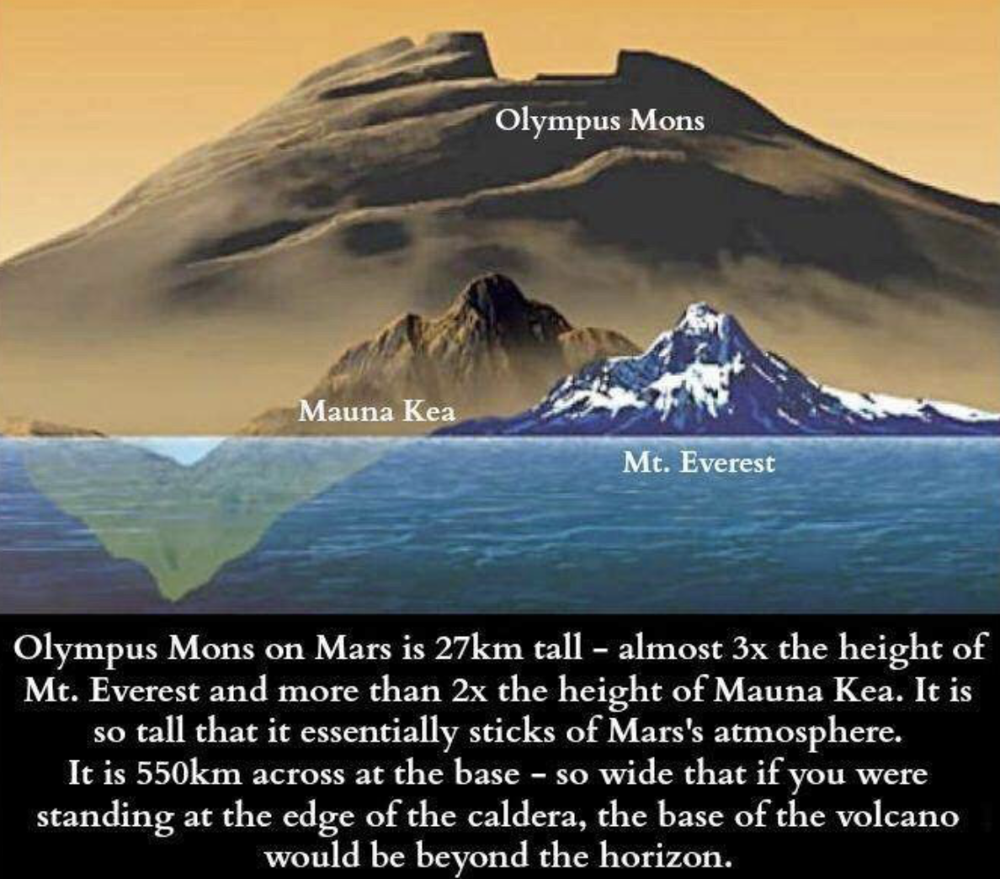 Olympus Mons
Mauna Kea
Mt. Everest
Olympus Mons on Mars is 27km tall - almost 3x the height of
Mt. Everest and more than 2x the height of Mauna Kea. It is
so tall that it essentially sticks of Mars's atmosphere.
It is 550km across at the base - so wide that if you were
standing at the edge of the caldera, the base of the volcano
would be beyond the horizon.